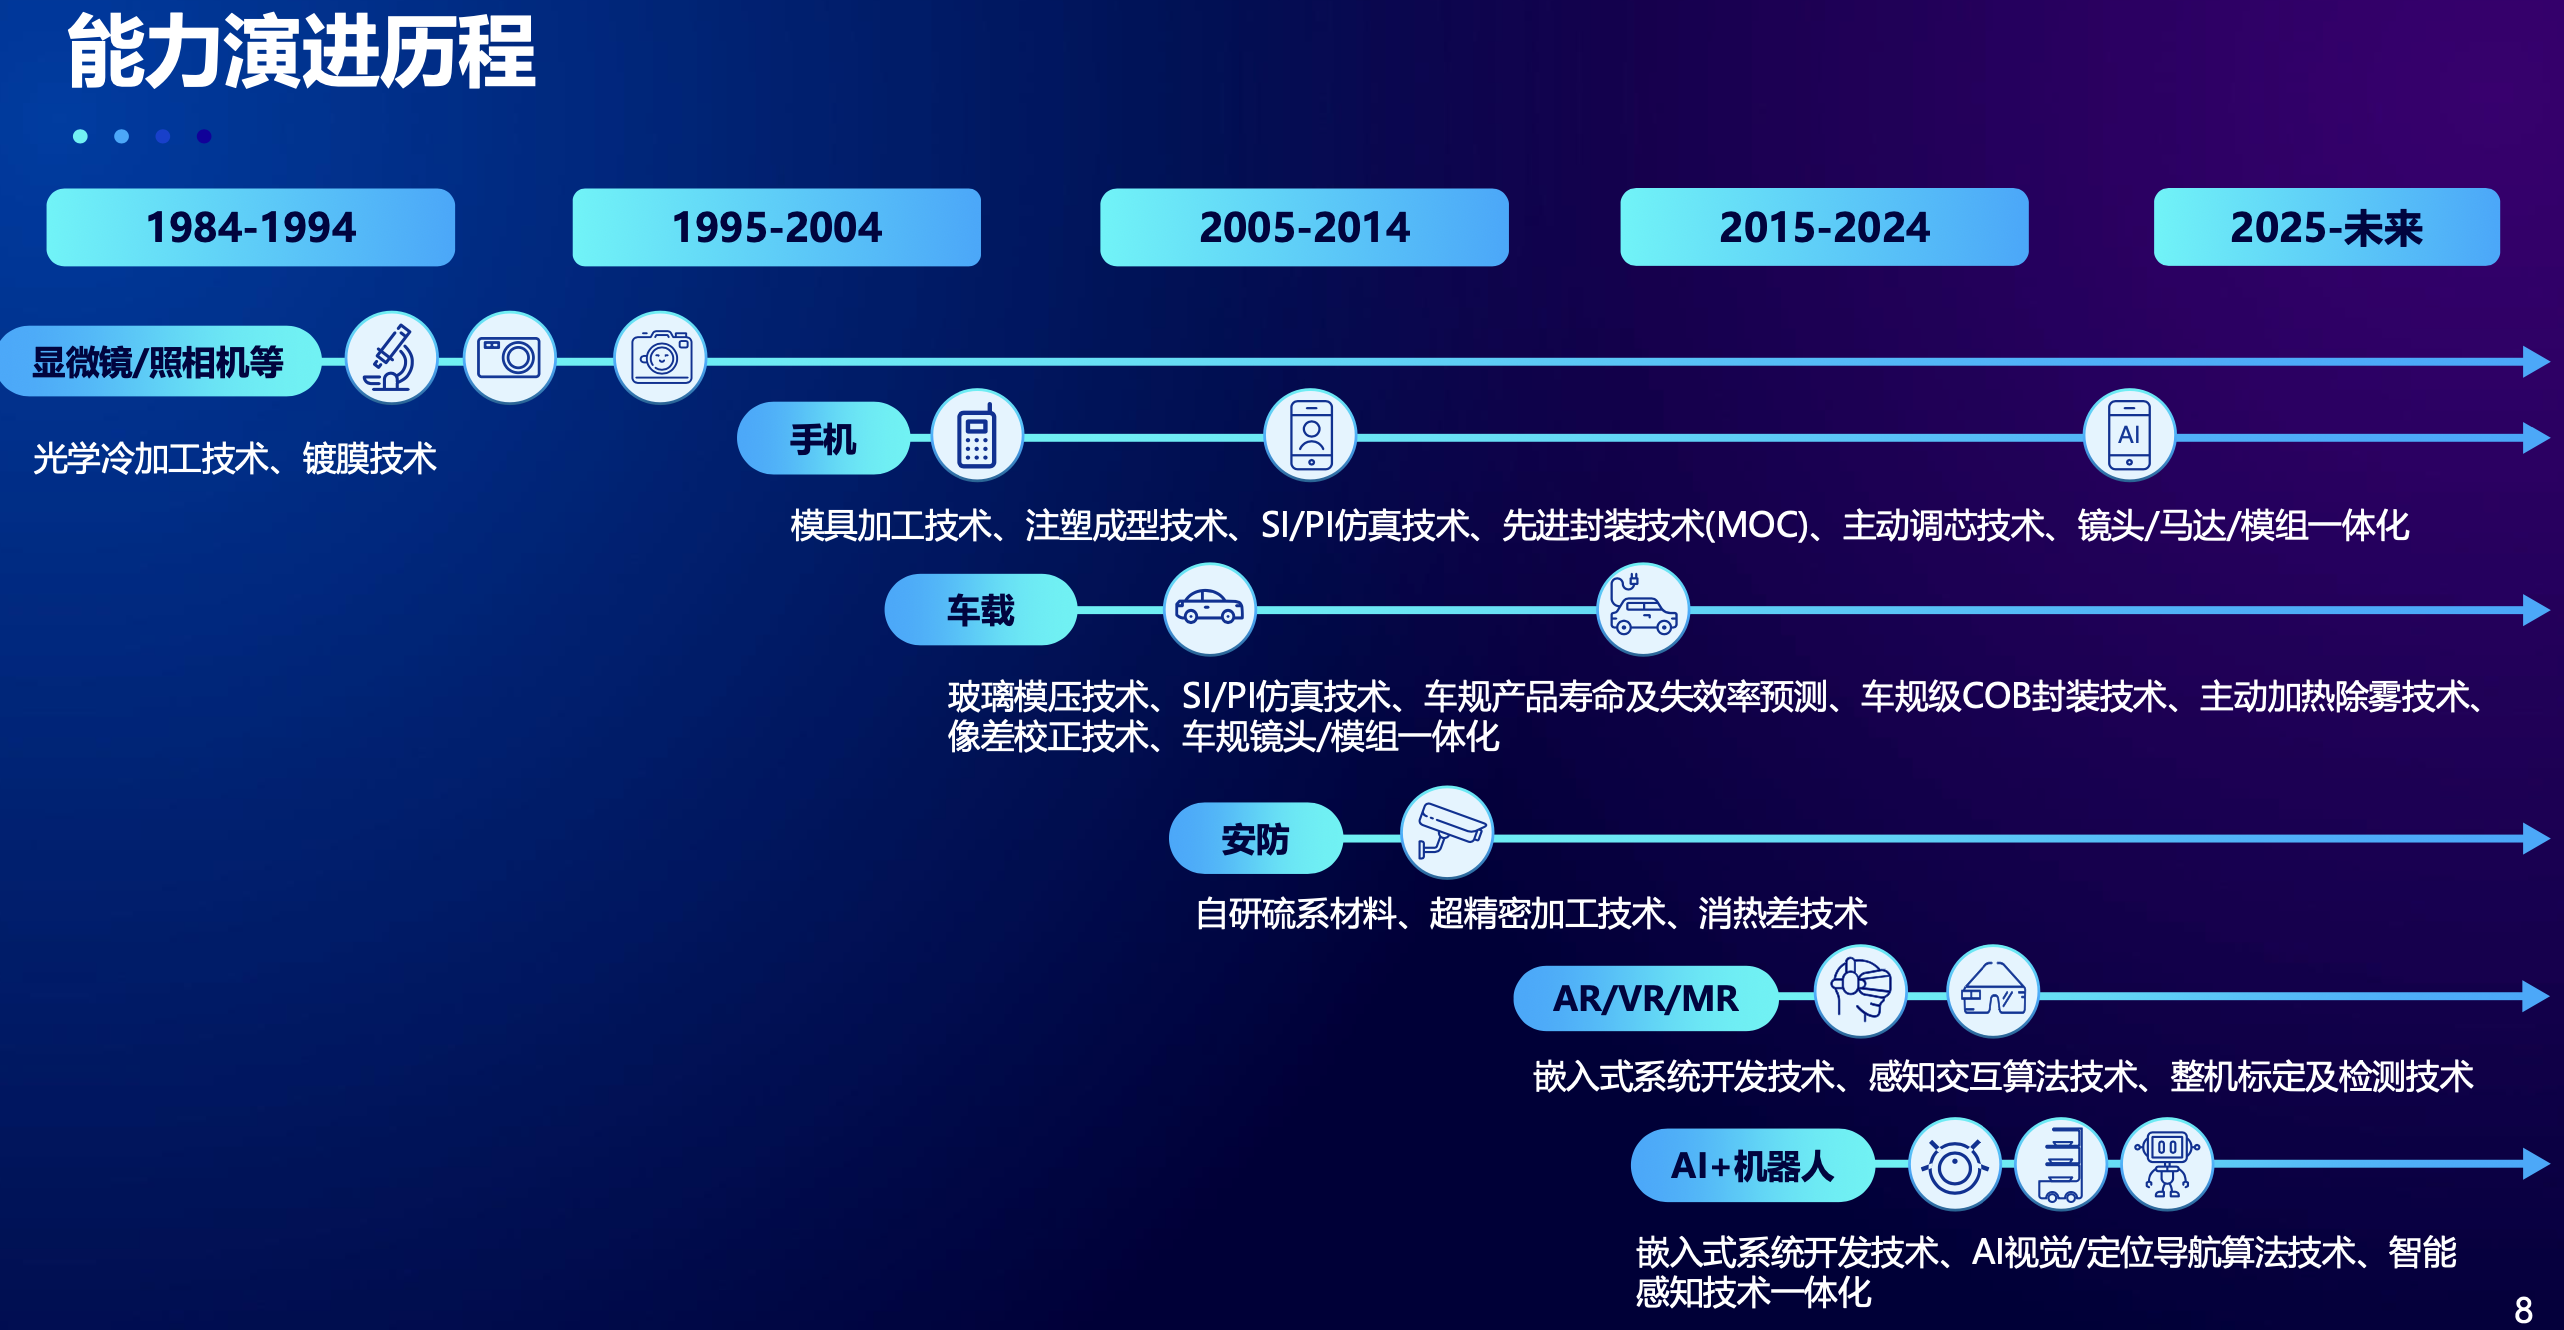 能力演进历程
1984-1994
1995-2004
2005-2014
2015-2024
2025-未来
显微镜/照相机等
光学冷加工技术、镀膜技术
手机
AI
模具加工技术、注塑成型技术、SI/PI仿真技术、先进封装技术(MOC)、主动调芯技术、镜头/马达/模组一体化
车载
玻璃模压技术、SI/PI仿真技术、车规产品寿命及失效率预测、车规级COB封装技术、主动加热除雾技术、
像差校正技术、车规镜头/模组一体化
安防
自研硫系材料、超精密加工技术、消热差技术
AR/VR/MR
嵌入式系统开发技术、感知交互算法技术、整机标定及检测技术
AI+机器人
嵌入式系统开发技术、AI视觉/定位导航算法技术、智能
感知技术一体化
8